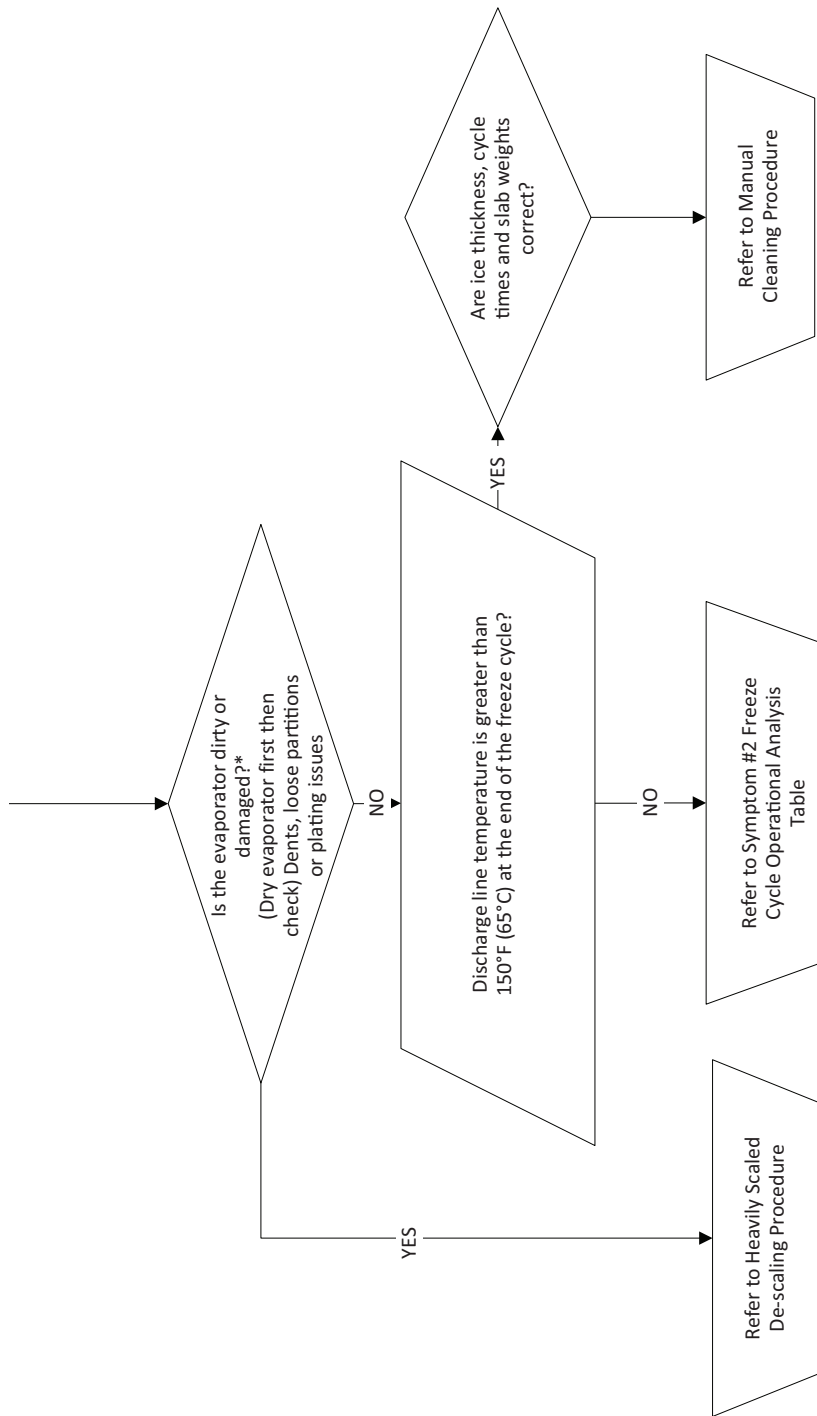 Is the evaporator dirty or
damaged?*
(Dry evaporator first then
check) Dents, loose partitions
or plating issues
YES
NO
Discharge line temperature is greater than
150°F (65°C) at the end of the freeze cycle?
YES
NO
Are ice thickness, cycle
times and slab weights
correct?
Refer to Heavily Scaled
De-scaling Procedure
Refer to Symptom #2 Freeze
Cycle Operational Analysis
Table
Refer to Manual
Cleaning Procedure